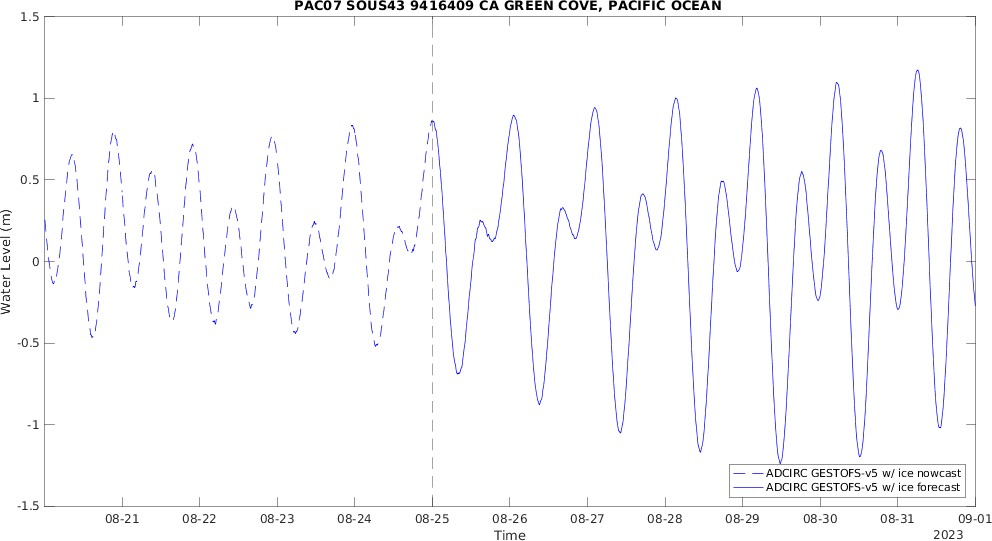 PAC07 SOUS43 9416409 CA GREEN COVE, PACIFIC OCEAN
1.5
1
0.5
0
-0.5
-1
-1.5
Water Level (m)
ADCIRC GESTOFS-v5 w/ ice nowcast
ADCIRC GESTOFS-v5 w/ ice forecast
08-21 08-22 08-23 08-24 08-25 08-26 08-27 08-28 08-29 08-30 08-31 09-01
Time
2023